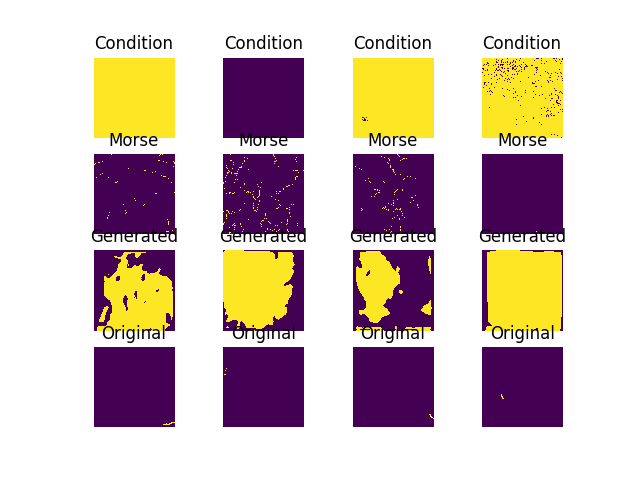 Condition Condition Condition Condition
Morse Morse Morse Morse
Generated Generated Generated Generated
Original Original Original Original